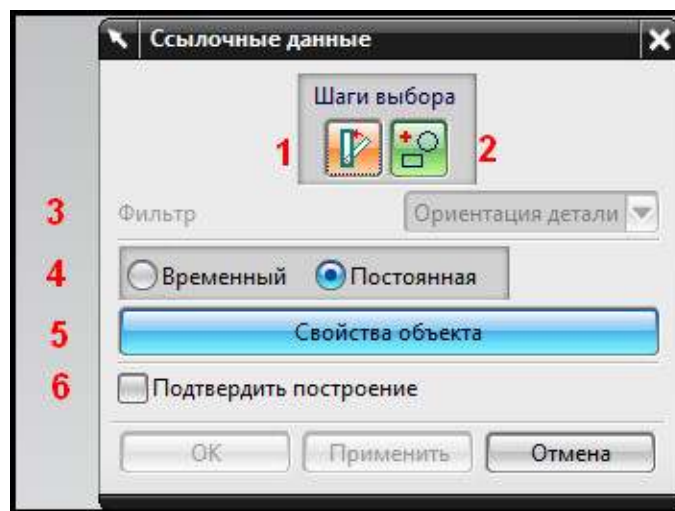 Ссылочные данные
Шаги выбора
1 2
3 Фильтр Ориентация детали
4 Временный Постоянная
5 Свойства объекта
6 Подтвердить построение
ОК Применить Отмена